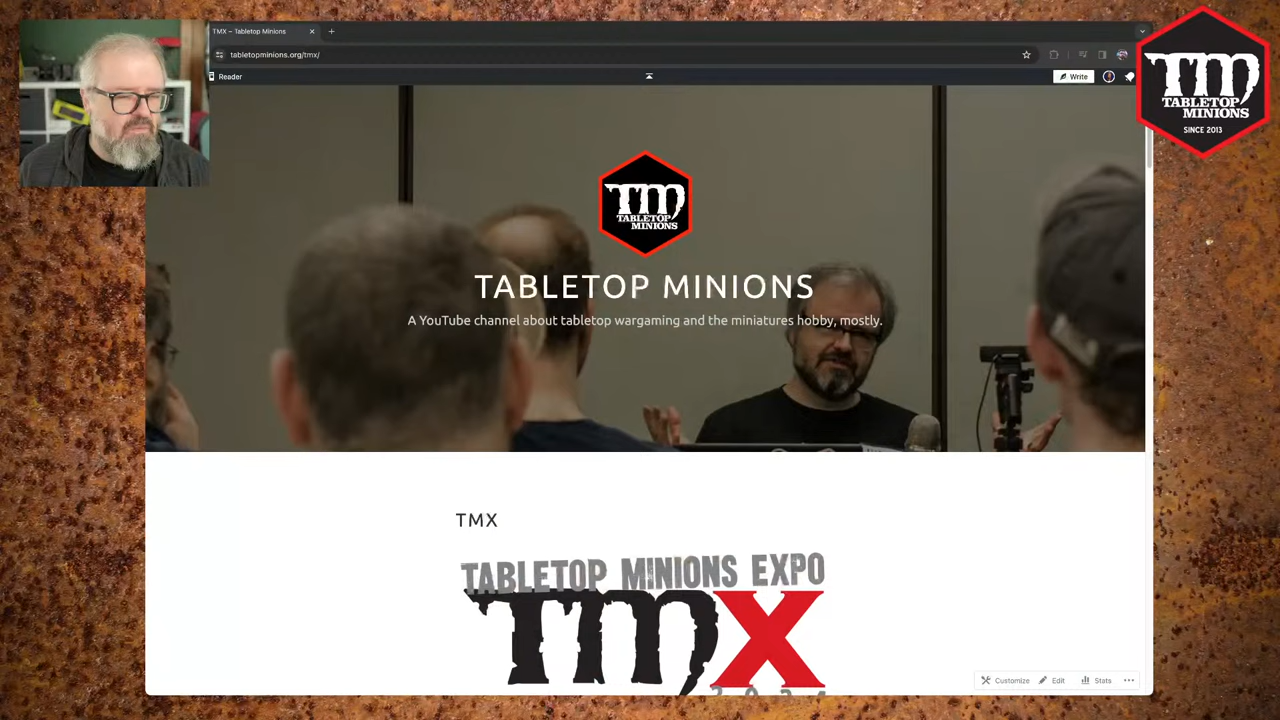 TMX – Tabletop Minions
tabletopminions.org/tmx/
Reader
Write
TM
TABLETOP
MINIONS
SINCE 2013
TM
TABLETOP
MINIONS
TABLETOP MINIONS
A YouTube channel about tabletop wargaming and the miniatures hobby, mostly.
TMX
TABLETOP MINIONS EXPO
TMX
2024
Customize
Edit
Stats